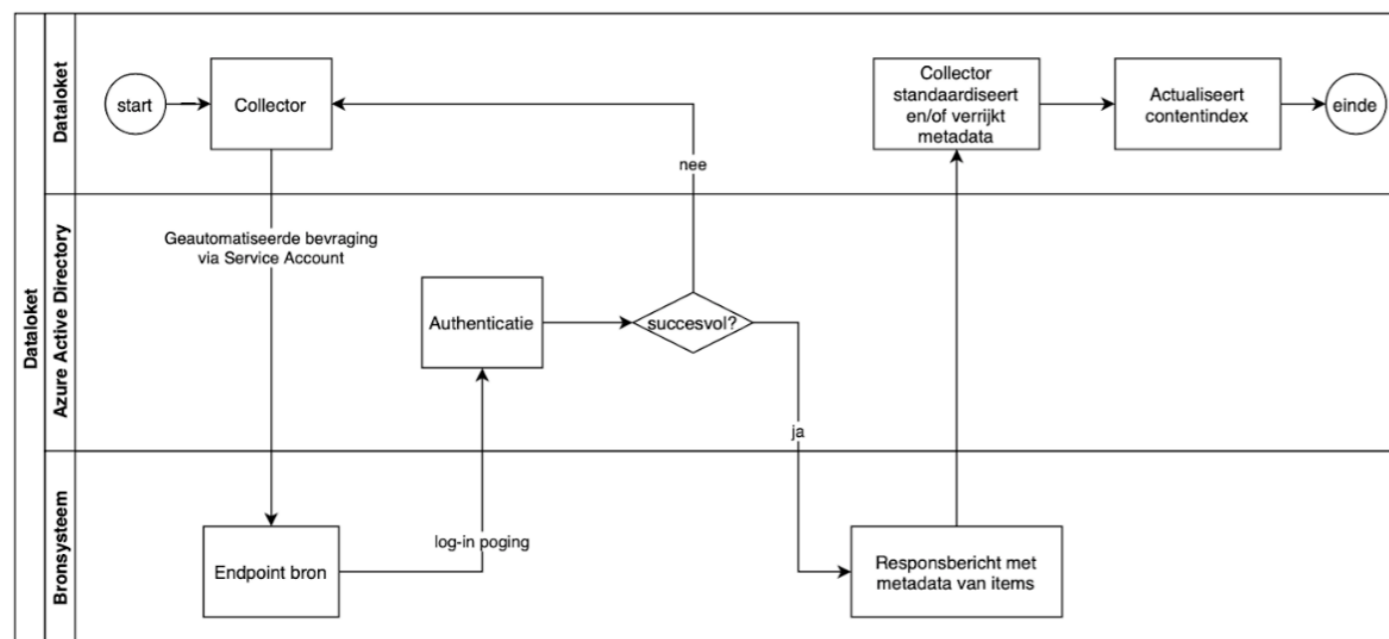 Dataloket
Dataloket
start
Collector
Collector
standaardiseert
en/of verrijkt
metadata
Actualiseert
contentindex
einde
nee
Azure Active Directory
Geautomatiseerde bevraging
via Service Account
Authenticatie
succesvol?
ja
Bronsysteem
Endpoint bron
log-in poging
Responsbericht met
metadata van items